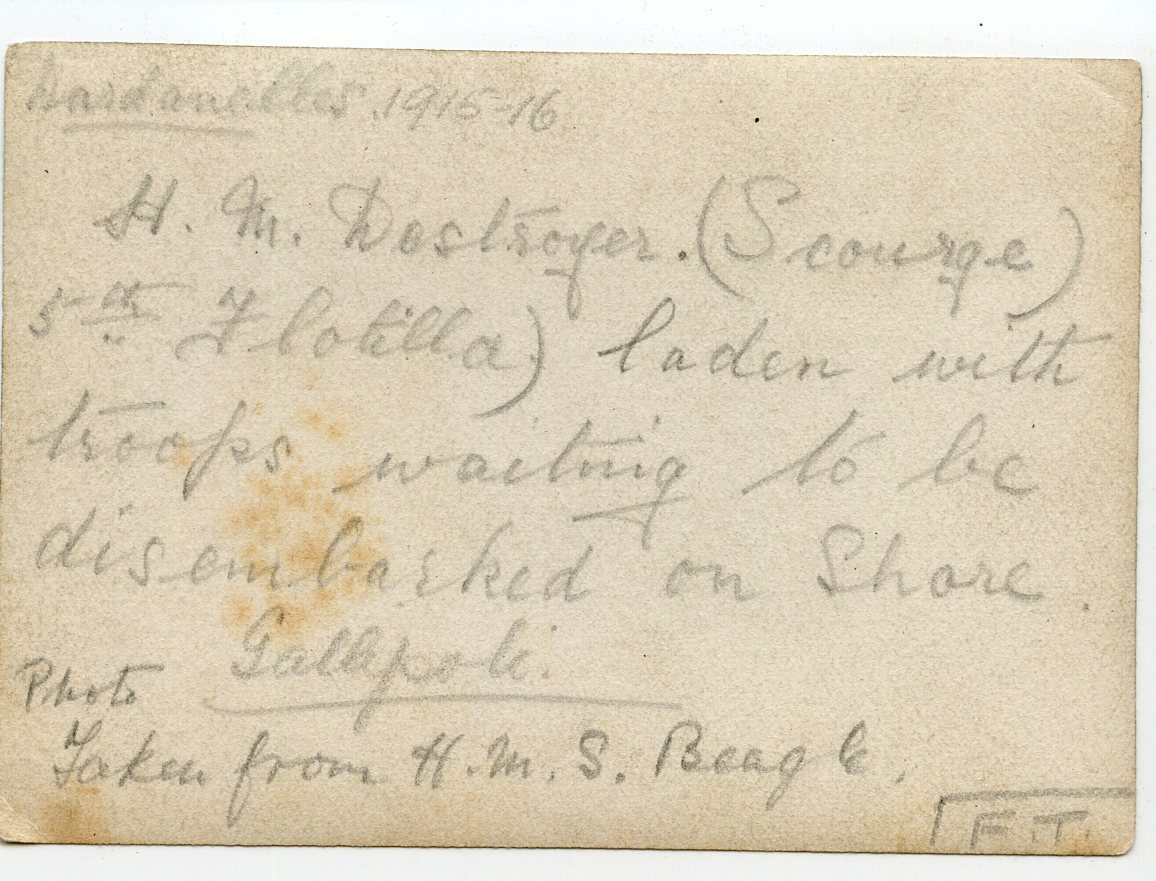 Dardanelles. 1915-16
H. M. Destroyer. (Scourge)
5th Flotilla) laden with
troops waiting to be
disembarked on Shore.
Gallipoli.
Photo
Taken from H. M. S. Beagle.
F. T.